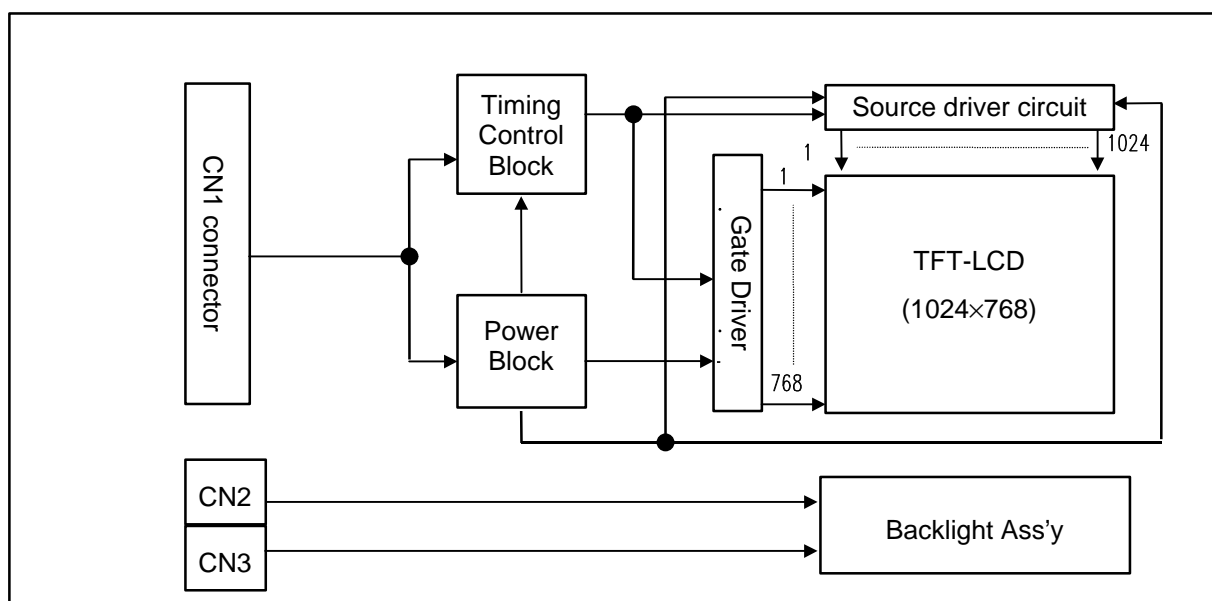 CN1 connector
Timing
Control
Block
Power
Block
Source driver circuit
1
1024
Gate Driver
1
768
TFT-LCD
(1024×768)
CN2
CN3
Backlight Ass'y